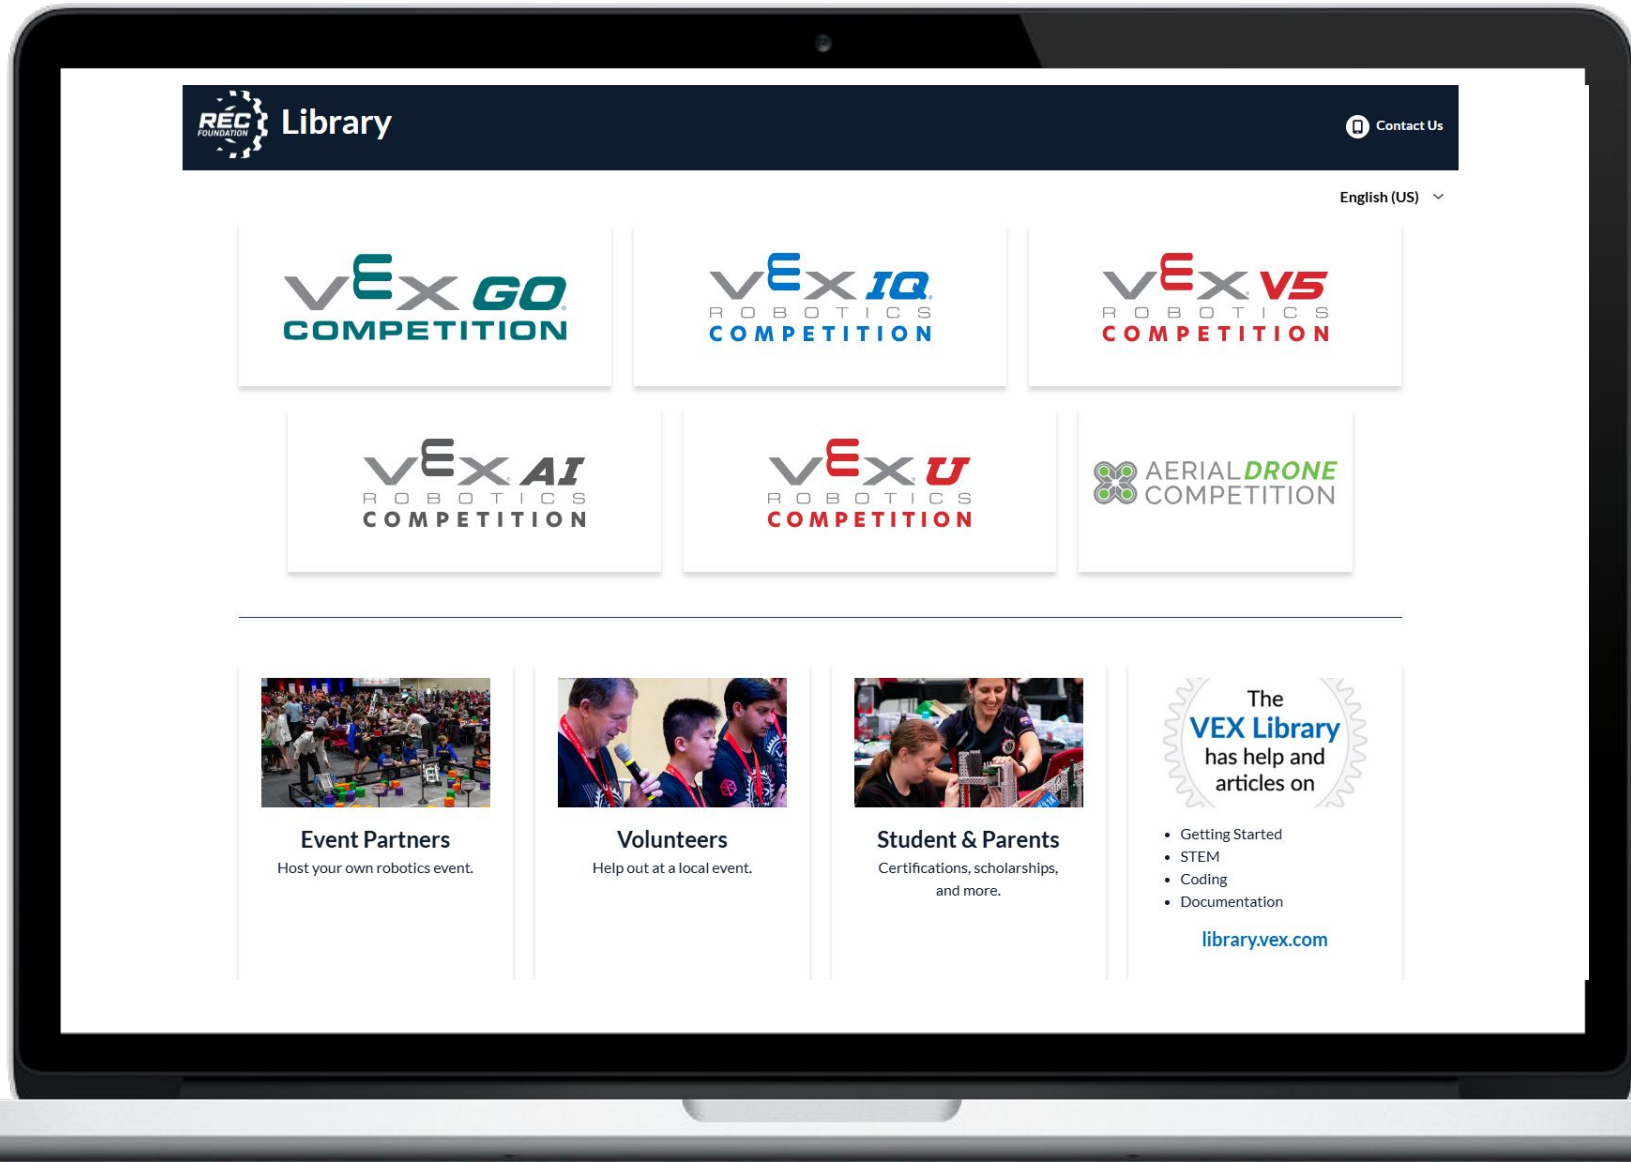 REC
FOUNDATION
Library
Contact Us
English (US)
VEX GO
COMPETITION
VEX IQ
ROBOTICS
COMPETITION
VEX V5
ROBOTICS
COMPETITION
VEX AI
ROBOTICS
COMPETITION
VEX U
ROBOTICS
COMPETITION
AERIAL DRONE
COMPETITION
Event Partners
Host your own robotics event.
Volunteers
Help out at a local event.
Student & Parents
Certifications, scholarships,
and more.
The
VEX Library
has help and
articles on
• Getting Started
• STEM
• Coding
• Documentation
library.vex.com